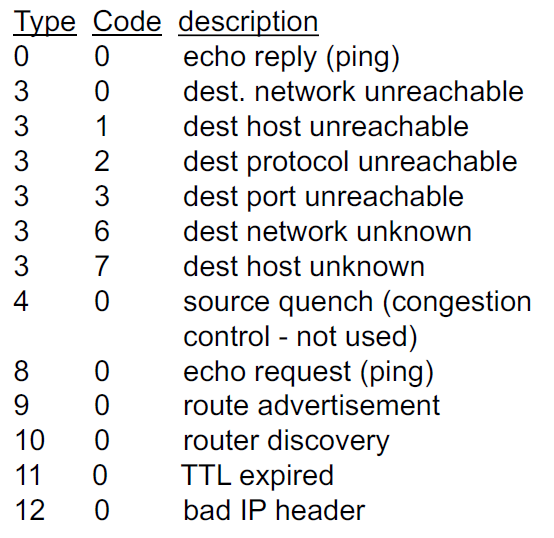 Type Code description
0 0 echo reply (ping)
3 0 dest. network unreachable
3 1 dest host unreachable
3 2 dest protocol unreachable
3 3 dest port unreachable
3 6 dest network unknown
3 7 dest host unknown
4 0 source quench (congestion
control - not used)
8 0 echo request (ping)
9 0 route advertisement
10 0 router discovery
11 0 TTL expired
12 0 bad IP header